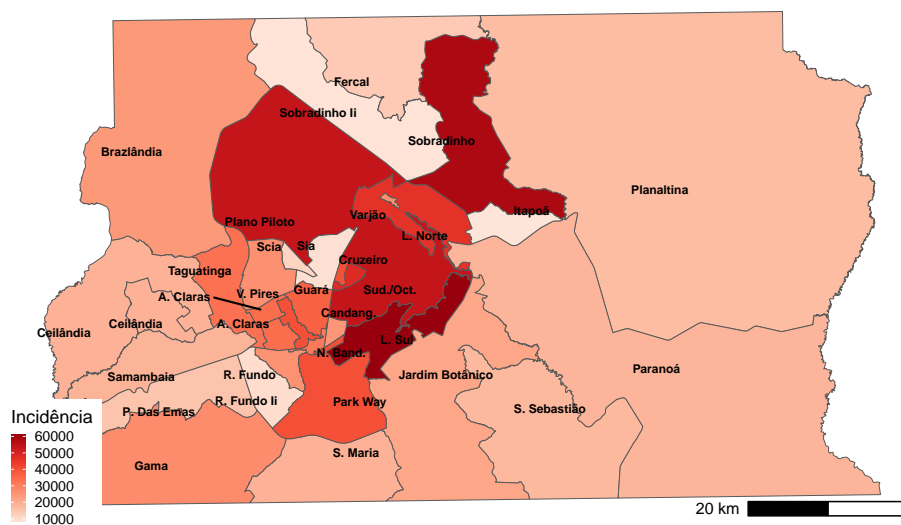 Fercal
Sobradinho Ii
Sobradinho
Brazlândia
Planaltina
Itapoã
Varjão
Plano Piloto
L. Norte
Scia
Sia
Cruzeiro
Taguatinga
V. Pires
Guará
Sud./Oct.
A. Claras
Candang.
Ceilândia
Ceilândia
A. Claras
L. Sul
N. Band.
Samambaia
R. Fundo
Jardim Botânico
Paranoá
R. Fundo Ii
Park Way
P. Das Emas
S. Sebastião
S. Maria
Gama
Incidência
60000
50000
40000
30000
20000
10000
20 km